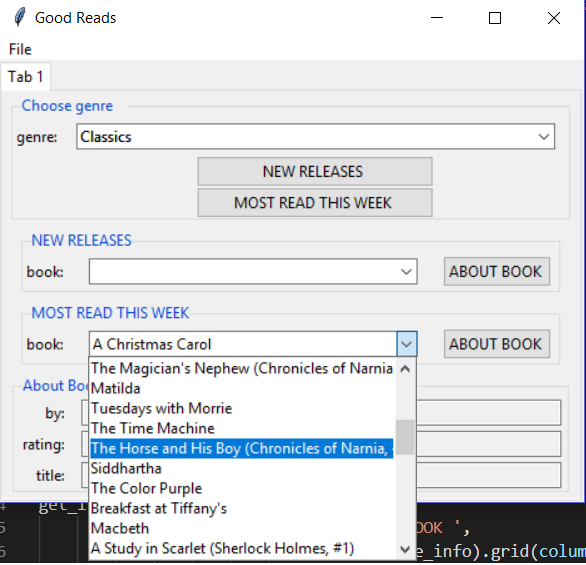 Good Reads
File
Tab 1
Choose genre
genre: Classics
NEW RELEASES
MOST READ THIS WEEK
NEW RELEASES
book: ABOUT BOOK
MOST READ THIS WEEK
book: A Christmas Carol ABOUT BOOK
The Magician's Nephew (Chronicles of Narnia
About Bo
Matilda
by: Tuesdays with Morrie
The Time Machine
rating: The Horse and His Boy (Chronicles of Narnia,
Siddhartha
title: The Color Purple
Breakfast at Tiffany's
4 get_
Macbeth
5 OOK ',
A Study in Scarlet (Sherlock Holmes, #1)
6 e_info).grid(colum